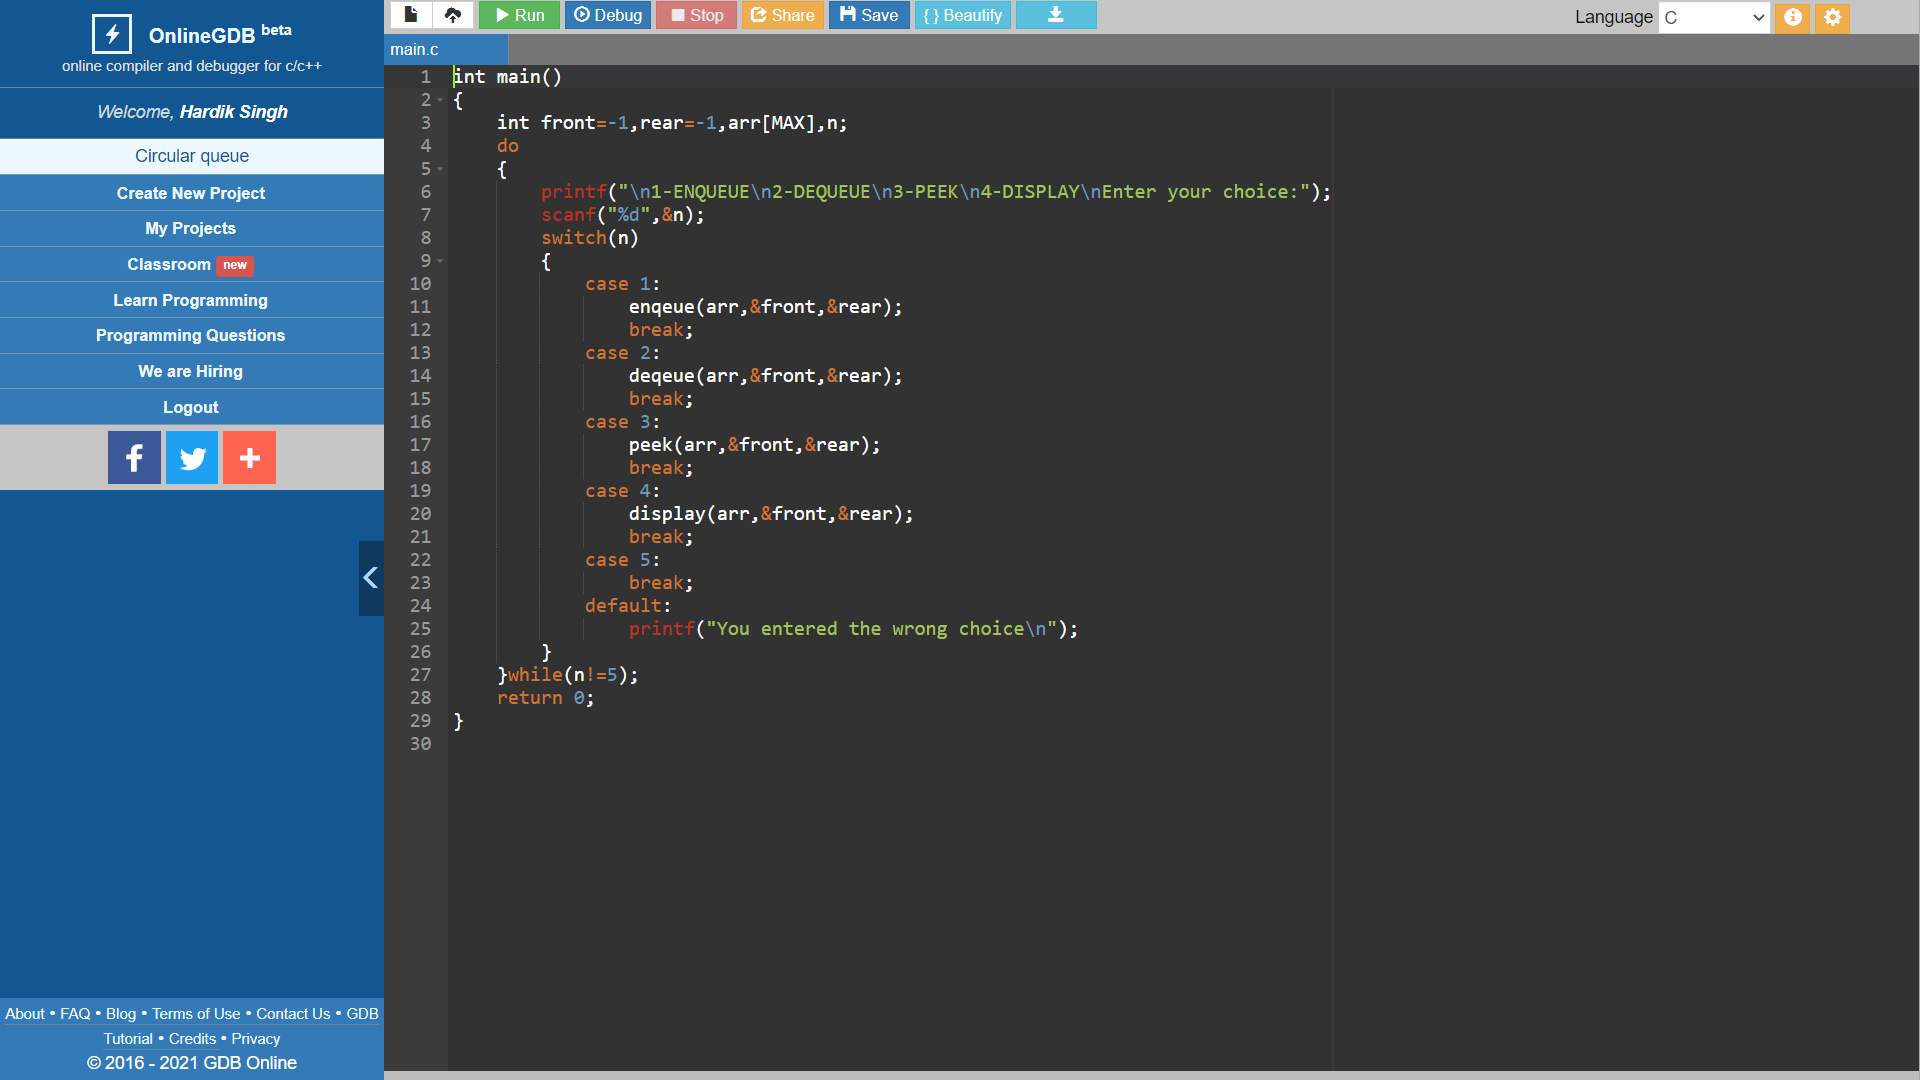 OnlineGDB beta
online compiler and debugger for c/c++
Welcome, Hardik Singh
Circular queue
Create New Project
My Projects
Classroom new
Learn Programming
Programming Questions
We are Hiring
Logout
About • FAQ • Blog • Terms of Use • Contact Us • GDB
Tutorial • Credits • Privacy
© 2016 - 2021 GDB Online
Run Debug Stop Share Save { } Beautify
Language C
main.c
1 int main()
2 {
3     int front=-1,rear=-1,arr[MAX],n;
4     do
5     {
6         printf("\n1-ENQUEUE\n2-DEQUEUE\n3-PEEK\n4-DISPLAY\nEnter your choice:");
7         scanf("%d",&n);
8         switch(n)
9         {
10             case 1:
11                 enqeue(arr,&front,&rear);
12                 break;
13             case 2:
14                 deqeue(arr,&front,&rear);
15                 break;
16             case 3:
17                 peek(arr,&front,&rear);
18                 break;
19             case 4:
20                 display(arr,&front,&rear);
21                 break;
22             case 5:
23                 break;
24             default:
25                 printf("You entered the wrong choice\n");
26         }
27     }while(n!=5);
28     return 0;
29 }
30